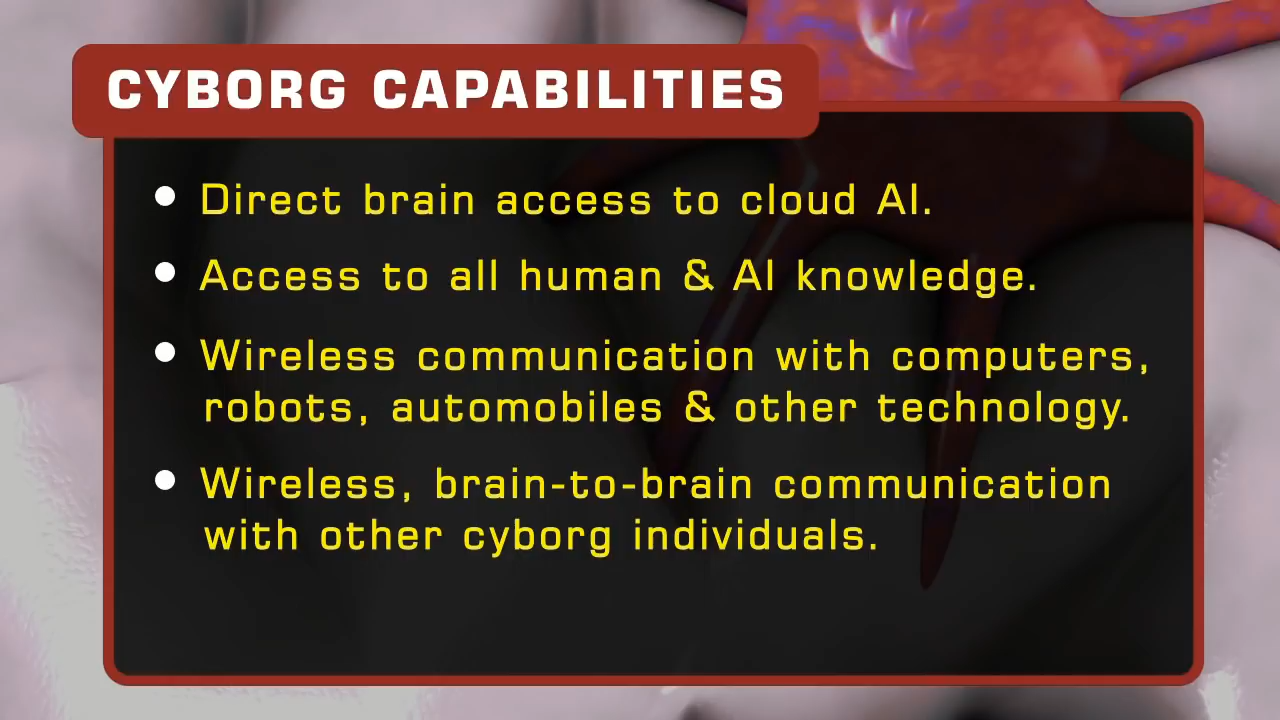 CYBORG CAPABILITIES
• Direct brain access to cloud AI.
• Access to all human & AI knowledge.
• Wireless communication with computers,
robots, automobiles & other technology.
• Wireless, brain-to-brain communication
with other cyborg individuals.